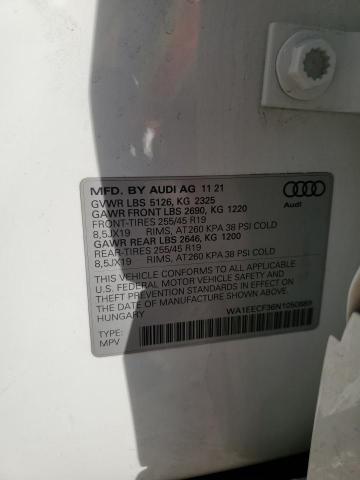 MFD. BY AUDI AG 11 21
GVWR LBS 5126, KG 2325
GAWR FRONT LBS 2690, KG 1220
FRONT-TIRES 255/45 R19
8,5JX19 RIMS, AT260 KPA 38 PSI COLD
GAWR REAR LBS 2646, KG 1200
REAR-TIRES 255/45 R19
8,5JX19 RIMS, AT260 KPA 38 PSI COLD
THIS VEHICLE CONFORMS TO ALL APPLICABLE
U.S. FEDERAL MOTOR VEHICLE SAFETY AND
THEFT PREVENTION STANDARDS IN EFFECT ON
THE DATE OF MANUFACTURE SHOWN ABOVE.
HUNGARY
TYPE:
MPV
Audi